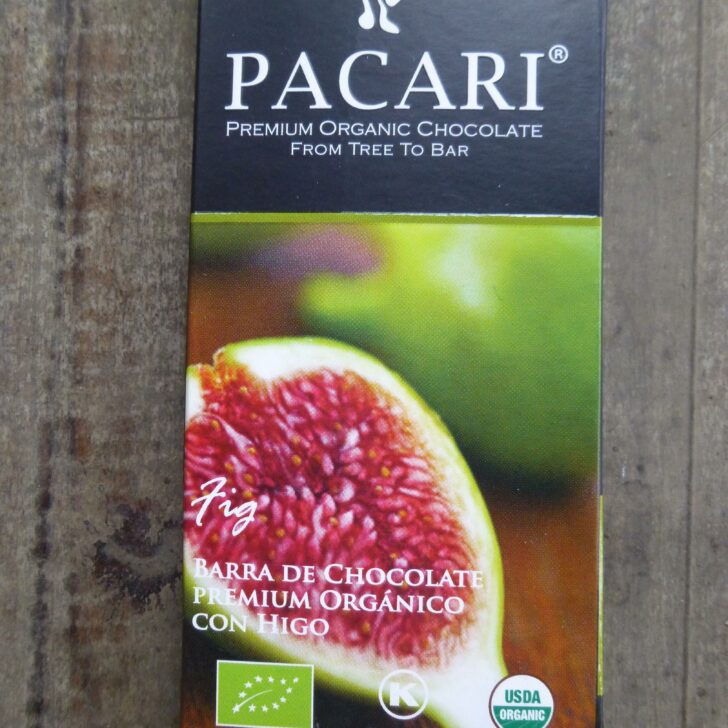 PACARI®
PREMIUM ORGANIC CHOCOLATE
FROM TREE TO BAR
Fig
BARRA DE CHOCOLATE
PREMIUM ORGÁNICO
CON HIGO
K
USDA
ORGANIC